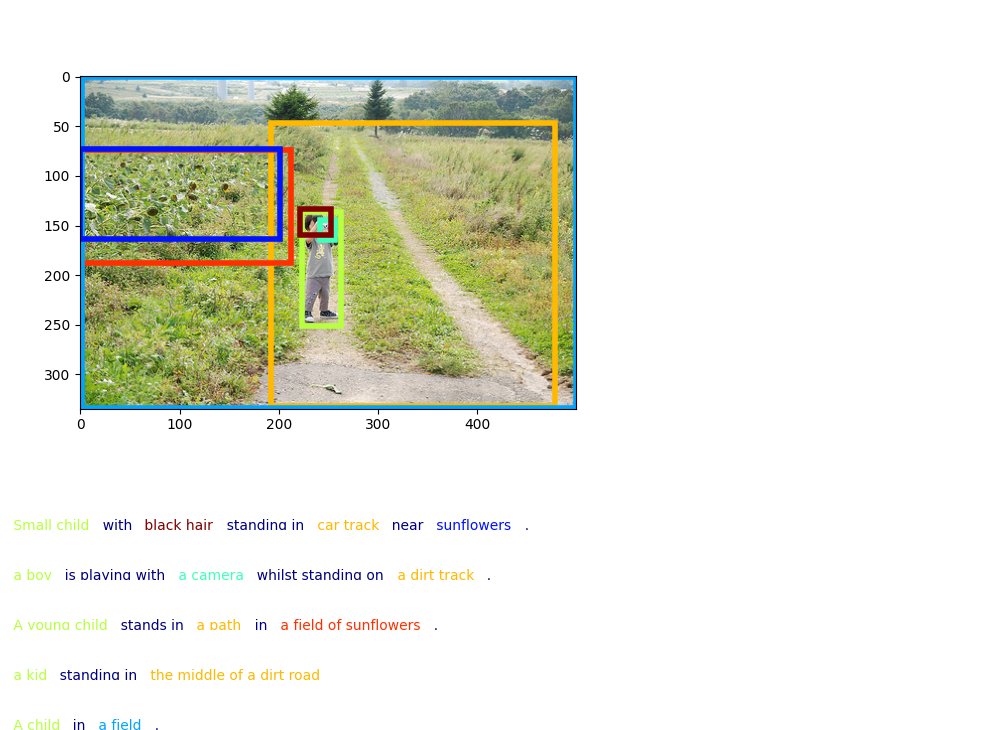 0
50
100
150
200
250
300
0 100 200 300 400
Small child with black hair standing in car track near sunflowers .
a boy is playing with a camera whilst standing on a dirt track .
A young child stands in a path in a field of sunflowers .
a kid standing in the middle of a dirt road
A child in a field .